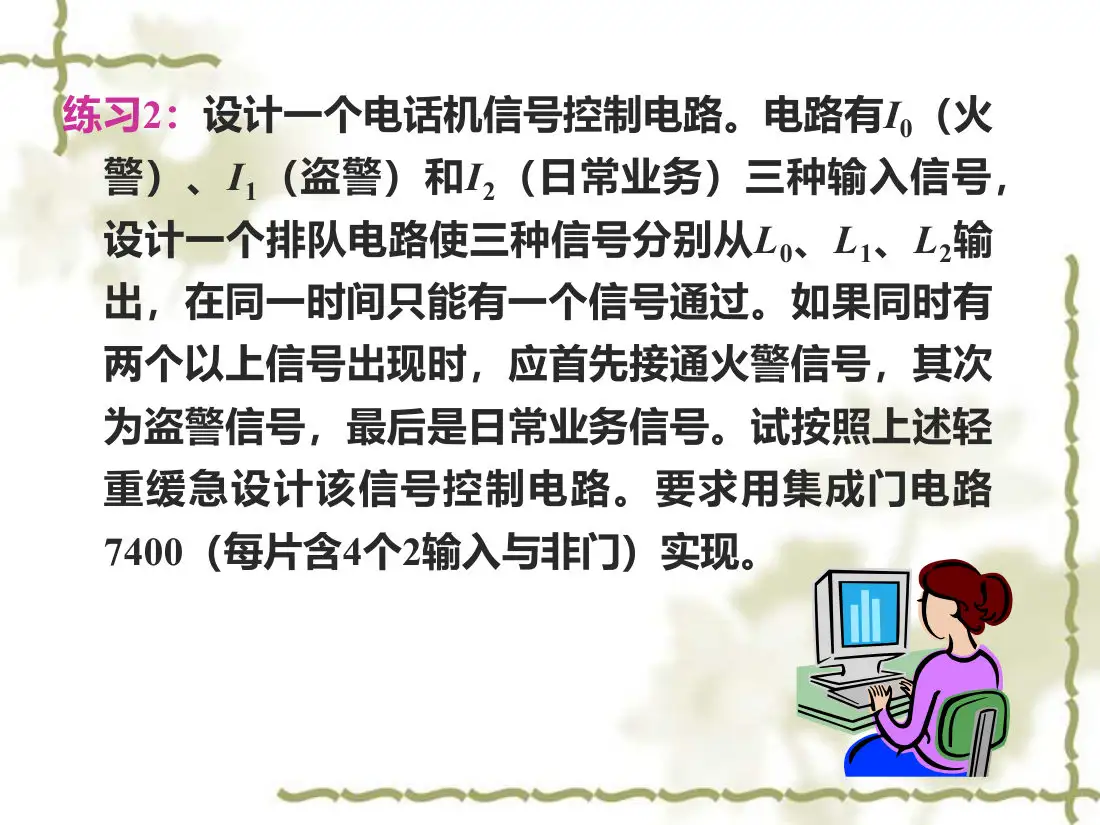 练习2：设计一个电话机信号控制电路。电路有I0（火
警）、I1（盗警）和I2（日常业务）三种输入信号，
设计一个排队电路使三种信号分别从L0、L1、L2输
出，在同一时间只能有一个信号通过。如果同时有
两个以上信号出现时，应首先接通火警信号，其次
为盗警信号，最后是日常业务信号。试按照上述轻
重缓急设计该信号控制电路。要求用集成门电路
7400（每片含4个2输入与非门）实现。